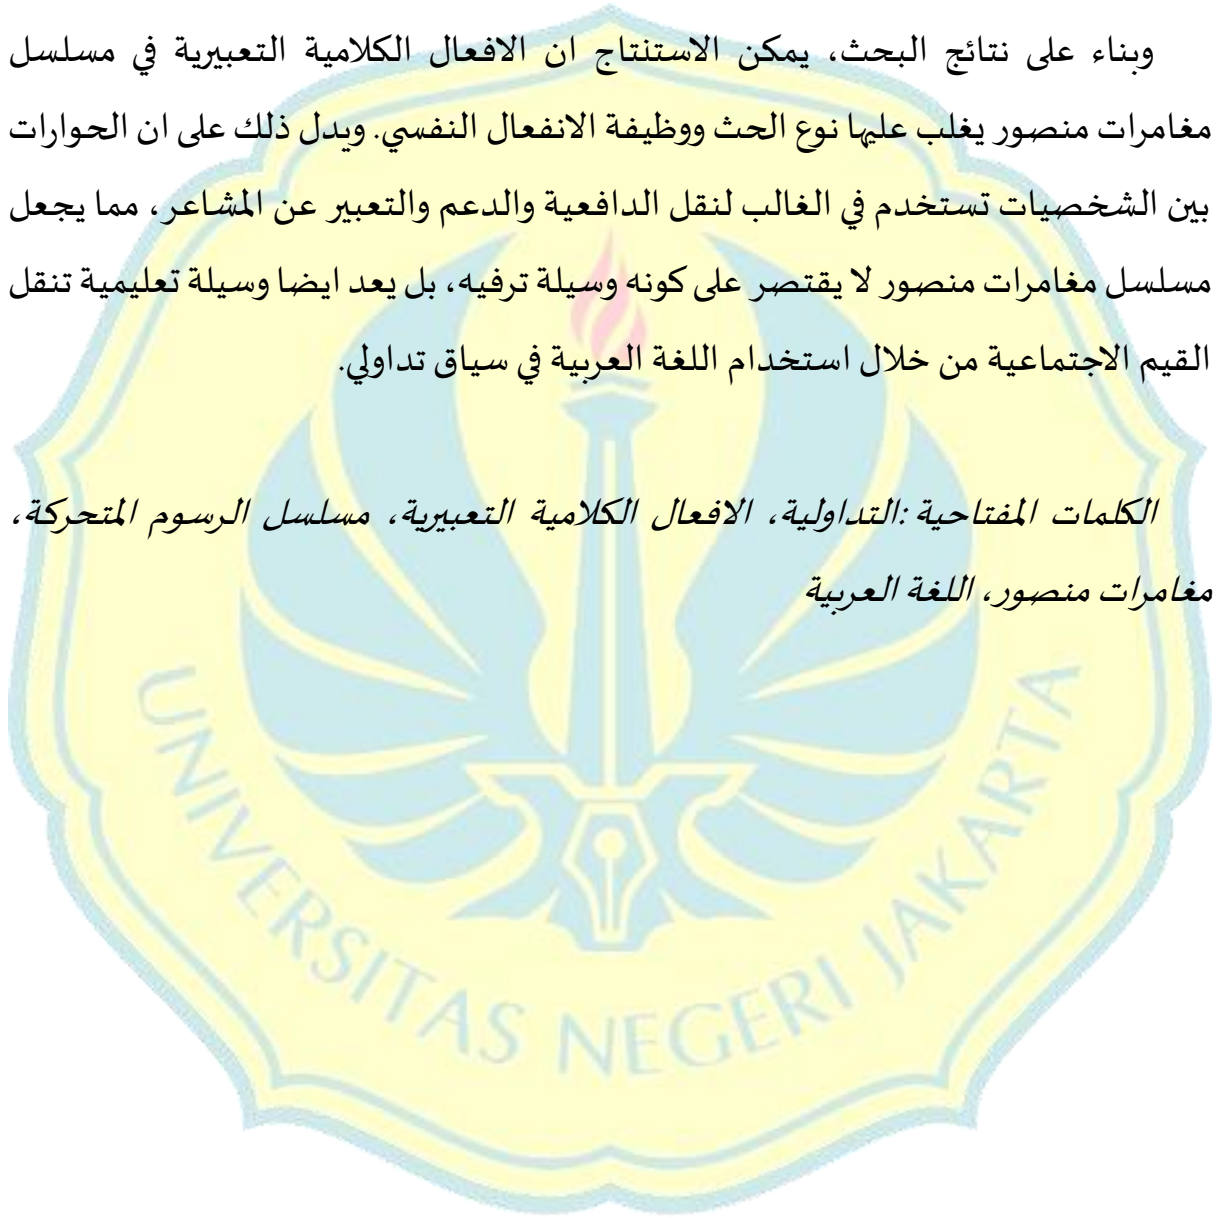 وبناء على نتائج البحث، يمكن الاستنتاج ان الافعال الكلامية التعبيرية في مسلسل
مغامرات منصور يغلب عليها نوع الحث ووظيفة الانفعال النفسي. ويدل ذلك على ان الحوارات
بين الشخصيات تستخدم في الغالب لنقل الدافعية والدعم والتعبير عن المشاعر، مما يجعل
مسلسل مغامرات منصور لا يقتصر على كونه وسيلة ترفيه، بل يعد ايضا وسيلة تعليمية تنقل
القيم الاجتماعية من خلال استخدام اللغة العربية في سياق تداولي.
الكلمات المفتاحية :التداولية، الافعال الكلامية التعبيرية، مسلسل الرسوم المتحركة،
مغامرات منصور، اللغة العربية
UNIVERSITAS NEGERI JAKARTA